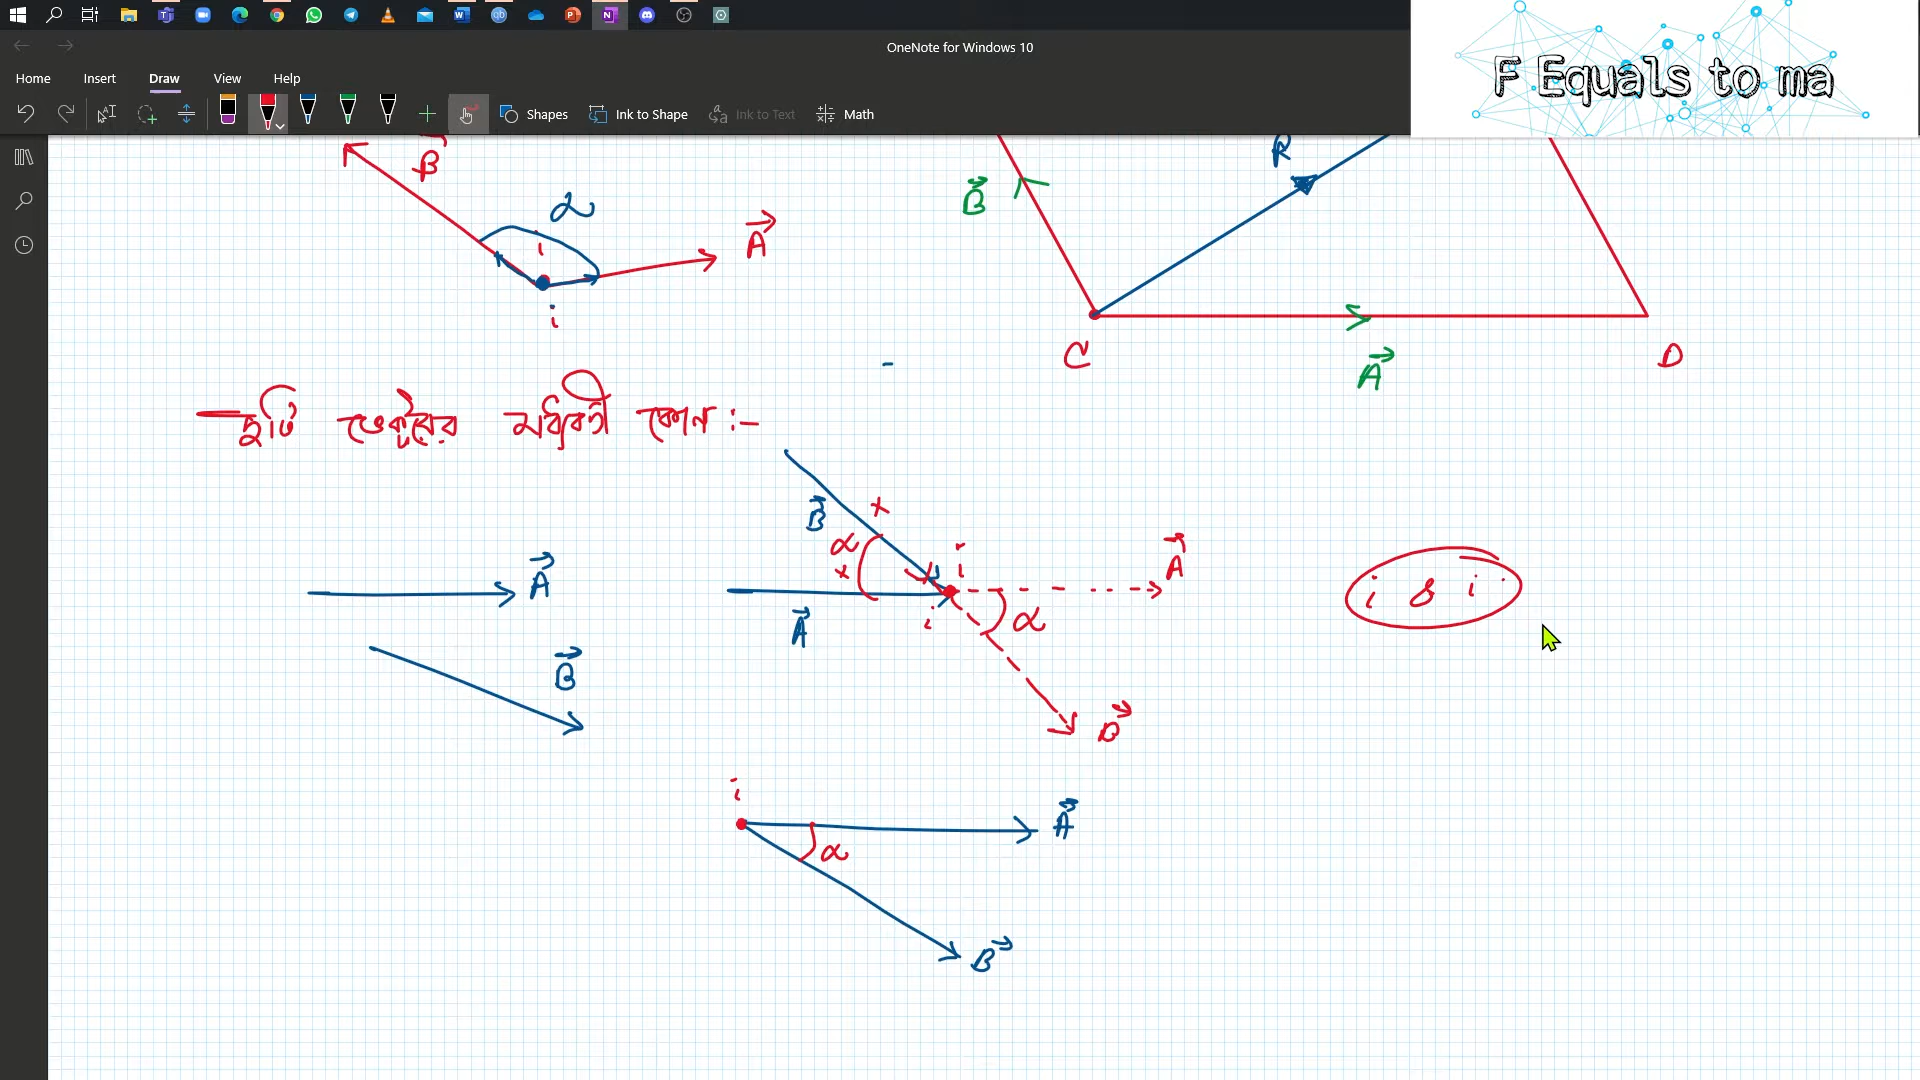 OneNote for Windows 10
F Equals to ma
Home Insert Draw View Help
Shapes Ink to Shape Ink to Text Math
B
α
i
A
i
B
R
C
A
D
দুটি ভেক্টরের মধ্যবর্তী কোণ :-
B
x
α
x
i
A
A
i
α
A
B
i & i
i
A
α
B